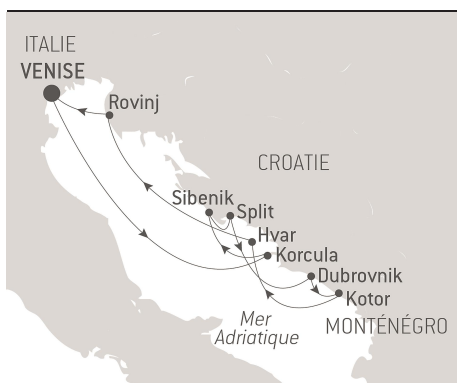 ITALIE
VENISE
Rovinj
CROATIE
Sibenik
Split
Hvar
Korcula
Dubrovnik
Kotor
Mer
Adriatique
MONTÉNÉGRO